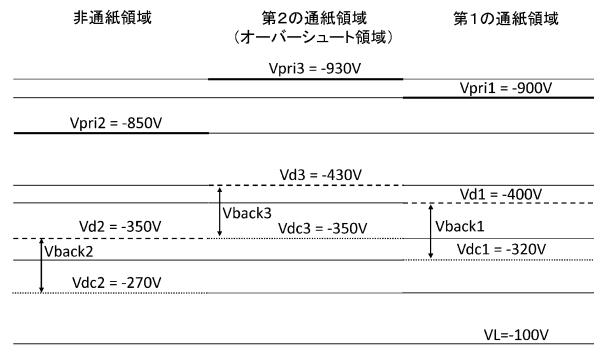 非通紙領域
第2の通紙領域
(オーバーシュート領域)
第1の通紙領域
Vpri3 = -930V
Vpri1 = -900V
Vpri2 = -850V
Vd3 = -430V
Vd1 = -400V
Vback3
Vd2 = -350V
Vdc3 = -350V
Vback1
Vback2
Vdc1 = -320V
Vdc2 = -270V
VL=-100V